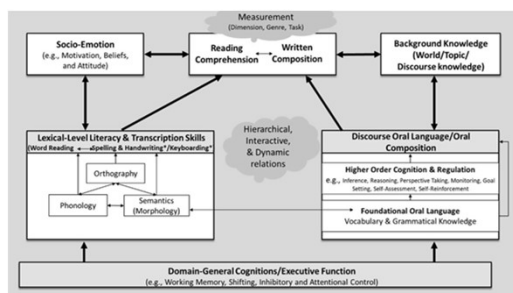 Measurement
(Dimension, Genre, Task)
Socio-Emotion
(e.g., Motivation, Beliefs,
and Attitude)
Reading
Comprehension
Written
Composition
Background Knowledge
(World/Topic/
Discourse knowledge)
Lexical-Level Literacy & Transcription Skills
(Word Reading Spelling & Handwriting*/Keyboarding*
Orthography
Phonology
Semantics
(Morphology)
Hierarchical,
Interactive,
& Dynamic
relations
Discourse Oral Language/Oral
Composition
Higher Order Cognition & Regulation
e.g., Inference, Reasoning, Perspective Taking, Monitoring, Goal
Setting, Self-Assessment, Self-Reinforcement
Foundational Oral Language
Vocabulary & Grammatical Knowledge
Domain-General Cognitions/Executive Function
(e.g., Working Memory, Shifting, Inhibitory and Attentional Control)